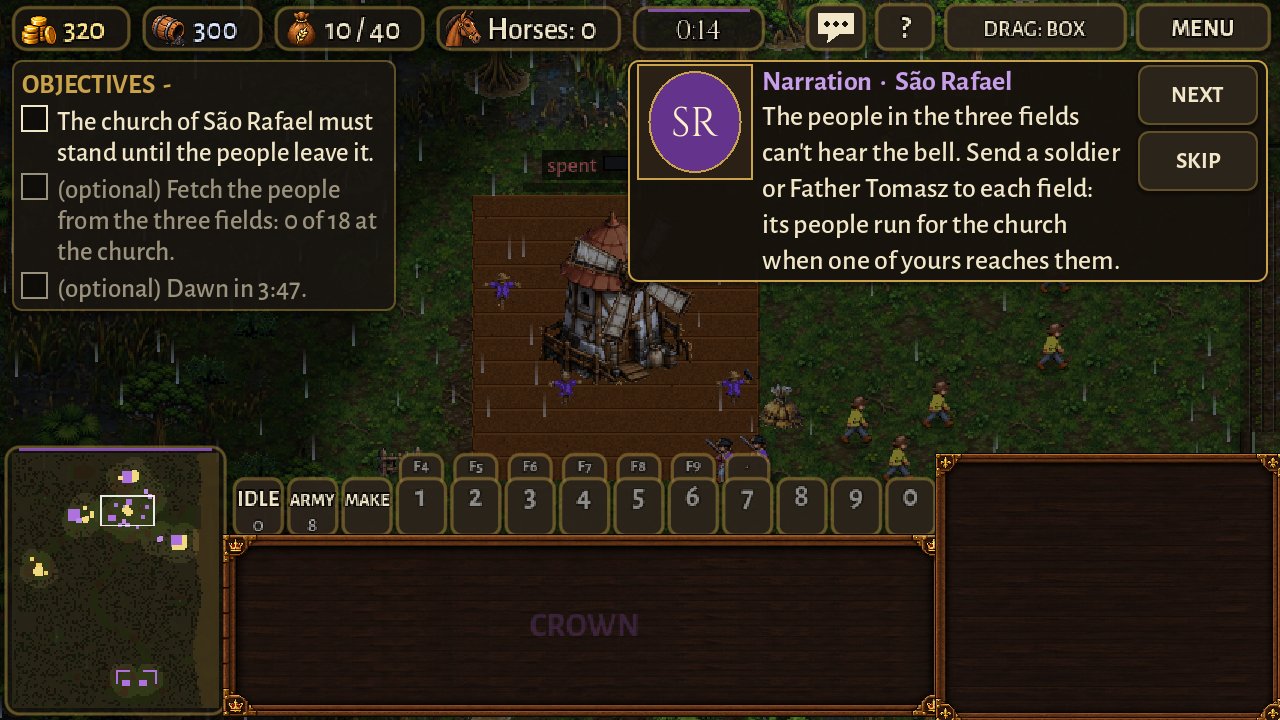 320
300
10/40
Horses: 0
0:14
?
DRAG: BOX
MENU
OBJECTIVES -
The church of São Rafael must
stand until the people leave it.
(optional) Fetch the people
from the three fields: 0 of 18 at
the church.
(optional) Dawn in 3:47.
spent
SR
Narration · São Rafael
The people in the three fields
can't hear the bell. Send a soldier
or Father Tomasz to each field:
its people run for the church
when one of yours reaches them.
NEXT
SKIP
F4 F5 F6 F7 F8 F9
IDLE
0
ARMY
8
MAKE
1 2 3 4 5 6 7 8 9 0
CROWN